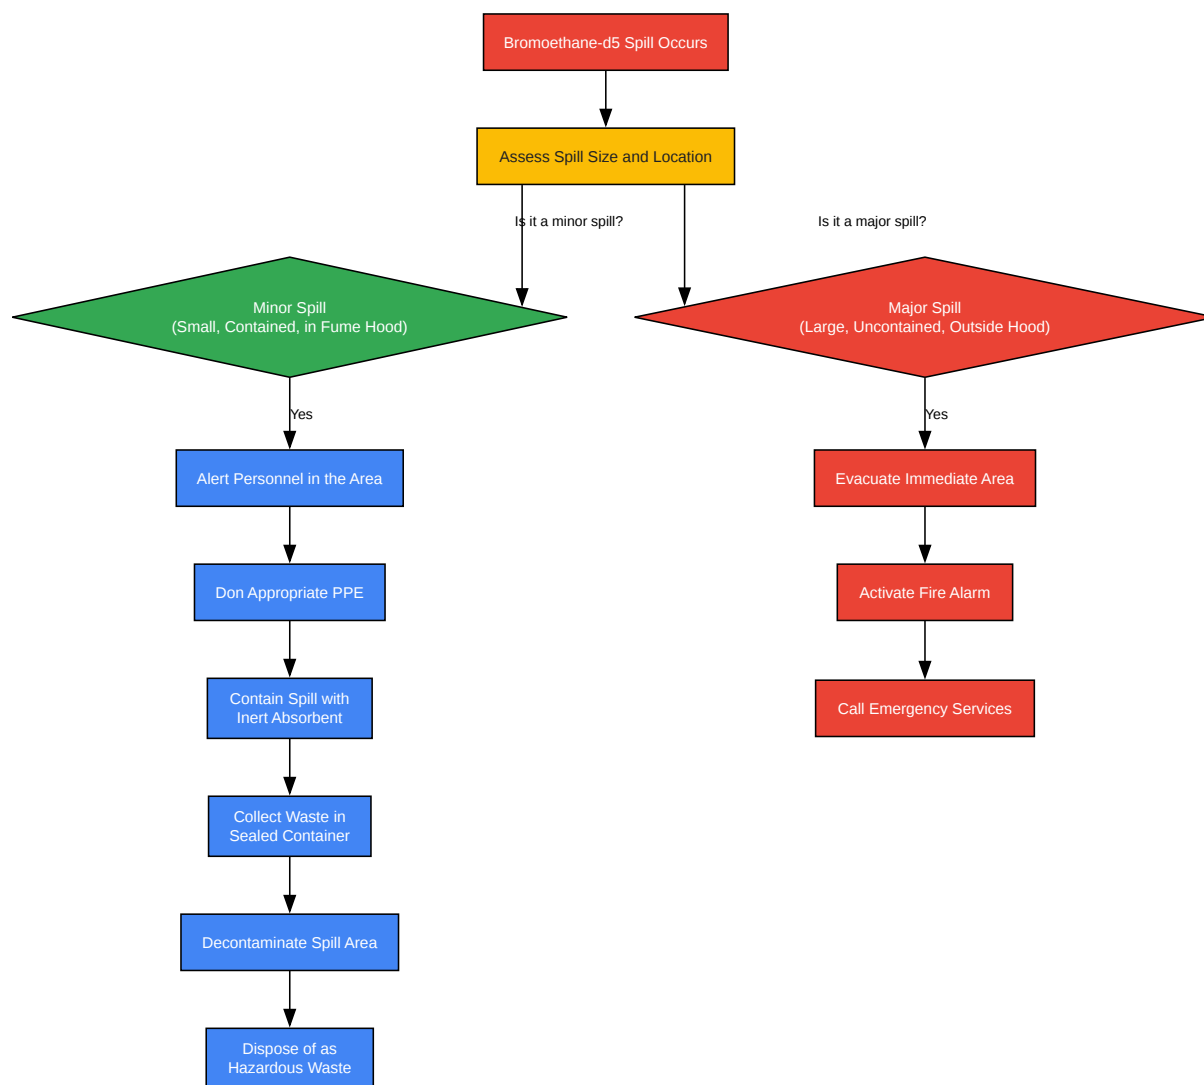 Bromoethane-d5 Spill Occurs
Assess Spill Size and Location
Is it a minor spill?
Is it a major spill?
Minor Spill
(Small, Contained, in Fume Hood)
Major Spill
(Large, Uncontained, Outside Hood)
Yes
Yes
Alert Personnel in the Area
Evacuate Immediate Area
Don Appropriate PPE
Activate Fire Alarm
Contain Spill with
Inert Absorbent
Call Emergency Services
Collect Waste in
Sealed Container
Decontaminate Spill Area
Dispose of as
Hazardous Waste